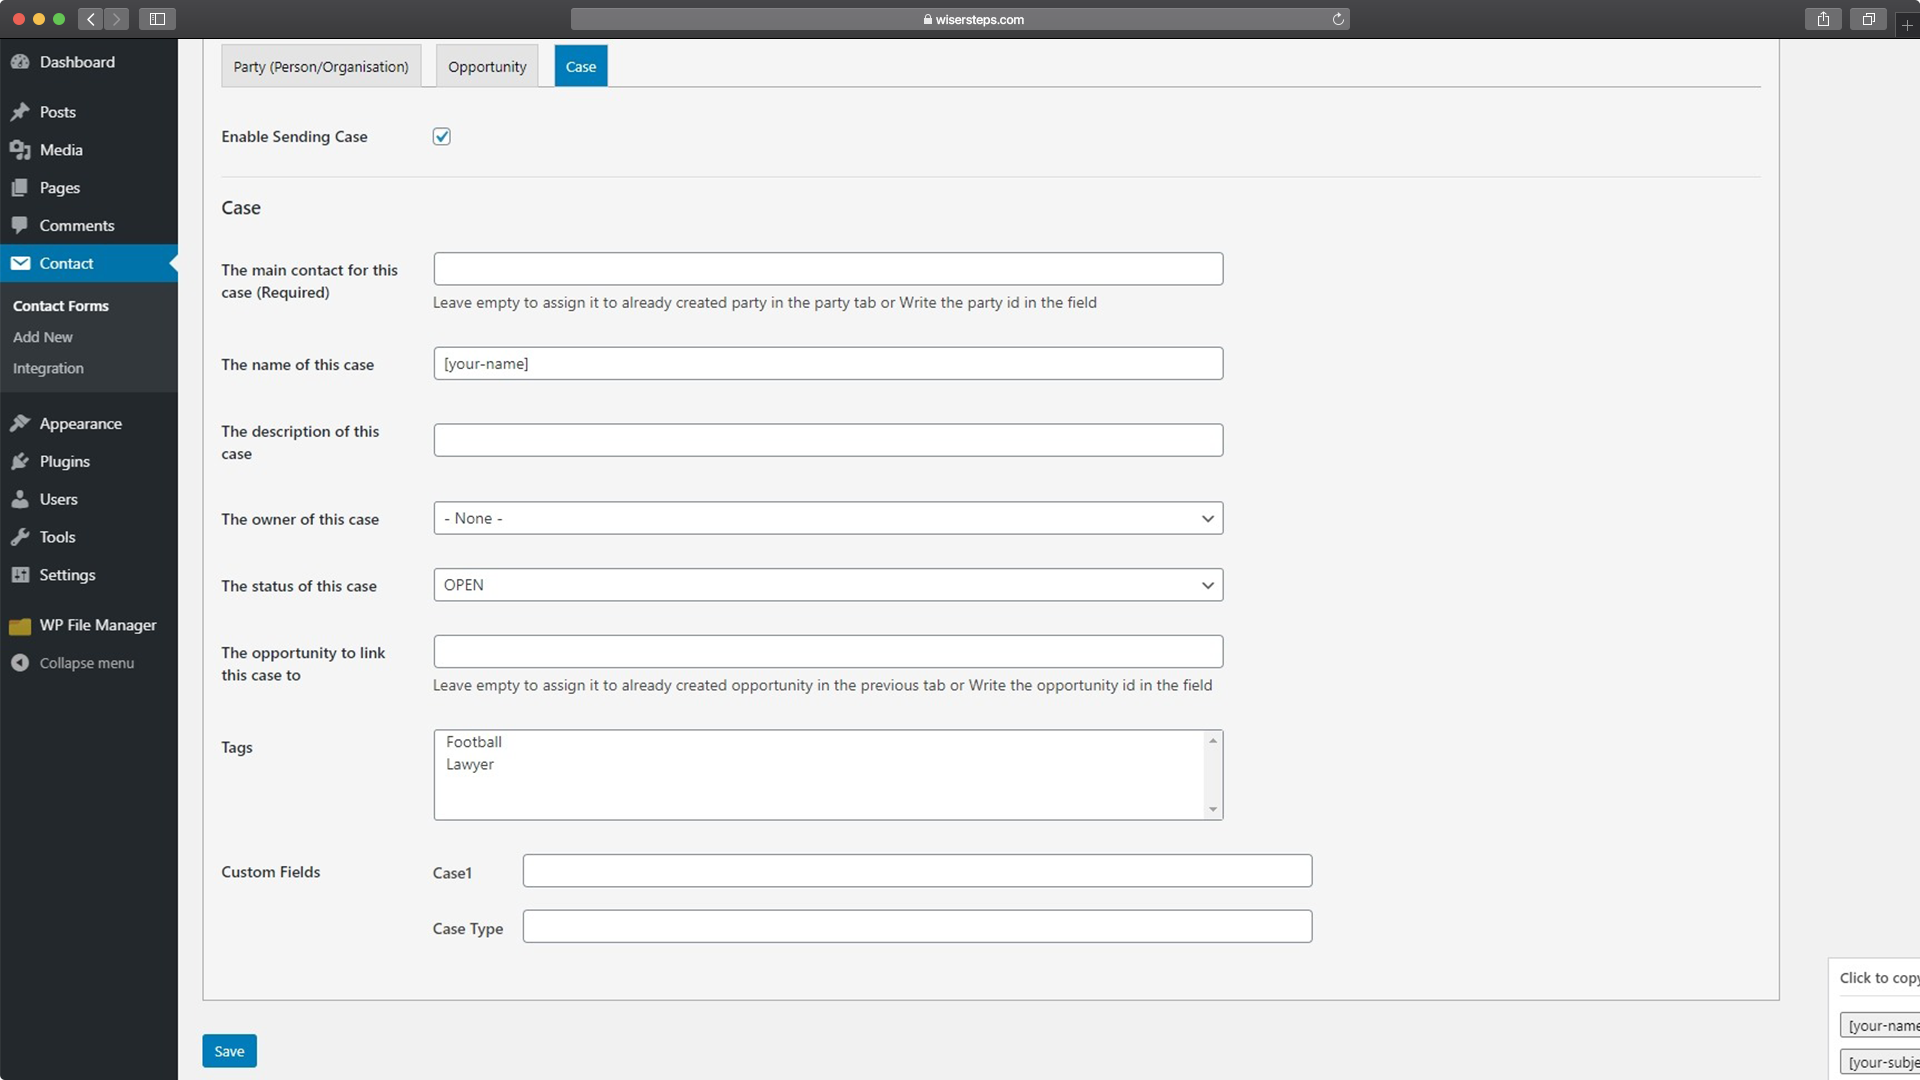 wisersteps.com
Dashboard
Posts
Media
Pages
Comments
Contact
Contact Forms
Add New
Integration
Appearance
Plugins
Users
Tools
Settings
WP File Manager
Collapse menu
Party (Person/Organisation)
Opportunity
Case
Enable Sending Case
Case
The main contact for this
case (Required)
Leave empty to assign it to already created party in the party tab or Write the party id in the field
The name of this case
[your-name]
The description of this
case
The owner of this case
- None -
The status of this case
OPEN
The opportunity to link
this case to
Leave empty to assign it to already created opportunity in the previous tab or Write the opportunity id in the field
Tags
Football
Lawyer
Custom Fields
Case1
Case Type
Save
Click to copy
[your-name
[your-subje